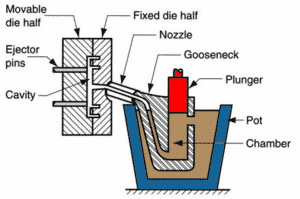 Movable
die half
Fixed die half
Nozzle
Ejector
pins
Gooseneck
Plunger
Cavity
Pot
Chamber